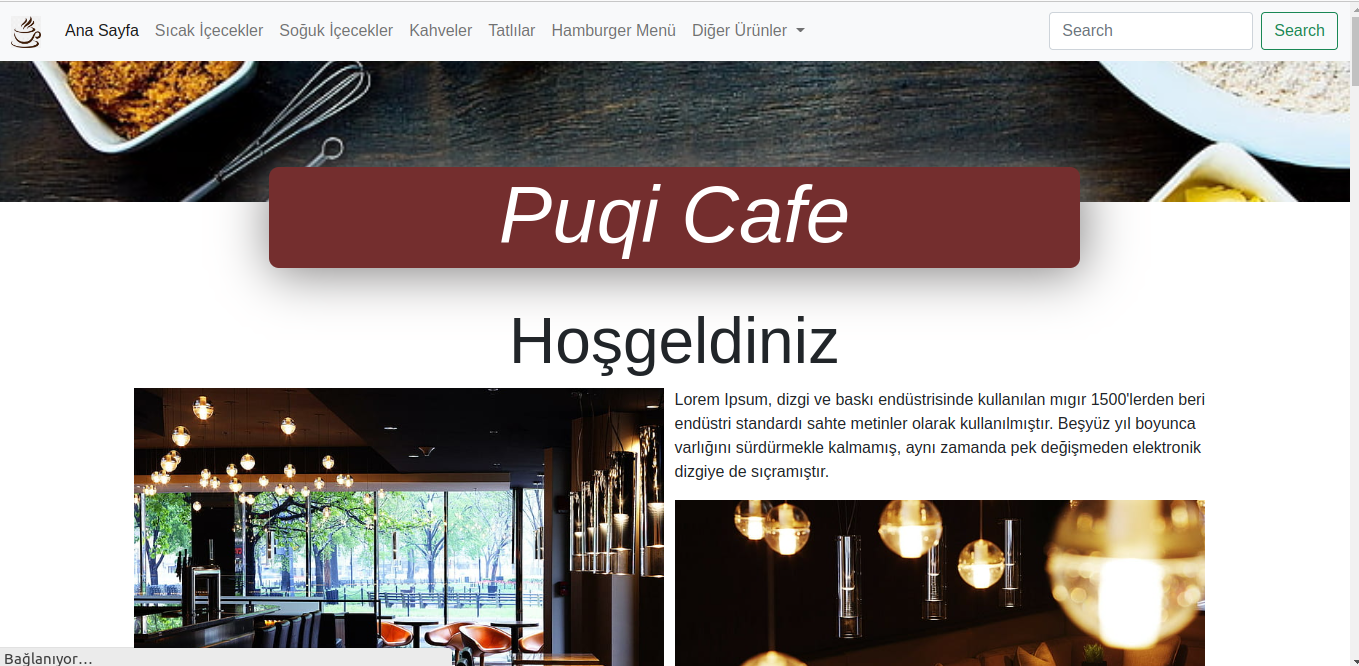 Ana Sayfa Sıcak İçecekler Soğuk İçecekler Kahveler Tatlılar Hamburger Menü Diğer Ürünler Search Search
Puqi Cafe
Hoşgeldiniz
Lorem Ipsum, dizgi ve baskı endüstrisinde kullanılan mıgır 1500'lerden beri
endüstri standardı sahte metinler olarak kullanılmıştır. Beşyüz yıl boyunca
varlığını sürdürmekle kalmamış, aynı zamanda pek değişmeden elektronik
dizgiye de sıçramıştır.
Bağlanıyor…